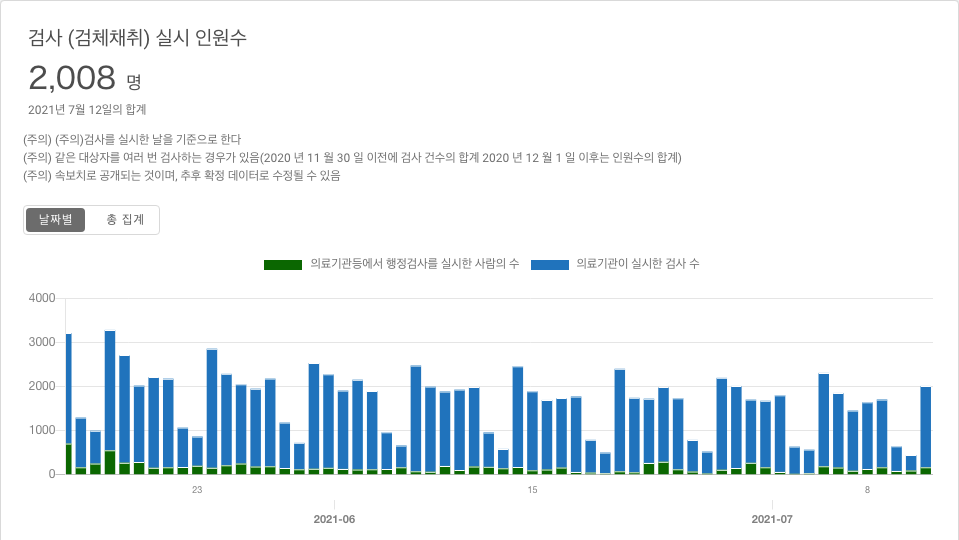 검사 (검체채취) 실시 인원수
2,008 명
2021년 7월 12일의 합계
(주의) (주의)검사를 실시한 날을 기준으로 한다
(주의) 같은 대상자를 여러 번 검사하는 경우가 있음(2020 년 11 월 30 일 이전에 검사 건수의 합계 2020 년 12 월 1 일 이후는 인원수의 합계)
(주의) 속보치로 공개되는 것이며, 추후 확정 데이터로 수정될 수 있음
날짜별 총 집계
의료기관등에서 행정검사를 실시한 사람의 수 의료기관이 실시한 검사 수
4000
3000
2000
1000
0
23 15 8
2021-06 2021-07